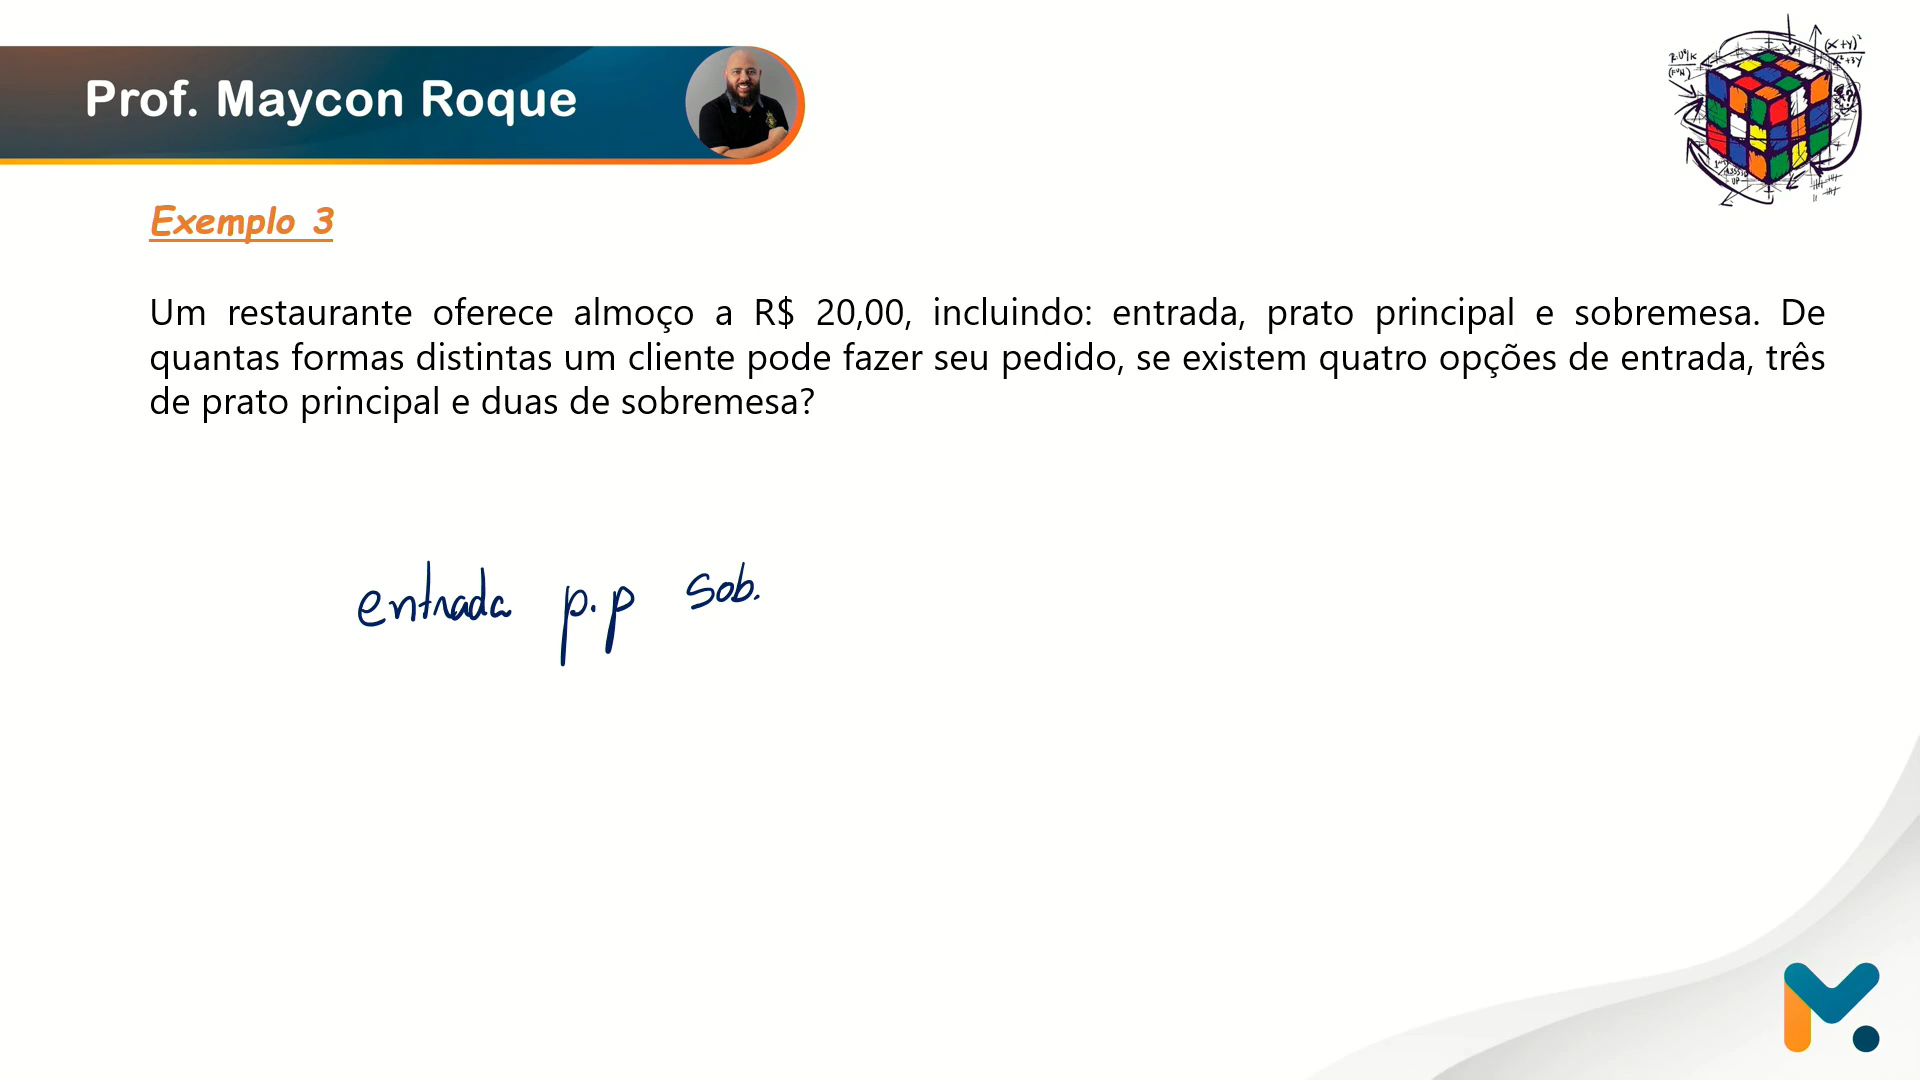 Prof. Maycon Roque
Exemplo 3
Um restaurante oferece almoço a R$ 20,00, incluindo: entrada, prato principal e sobremesa. De
quantas formas distintas um cliente pode fazer seu pedido, se existem quatro opções de entrada, três
de prato principal e duas de sobremesa?
entrada p.p sob.